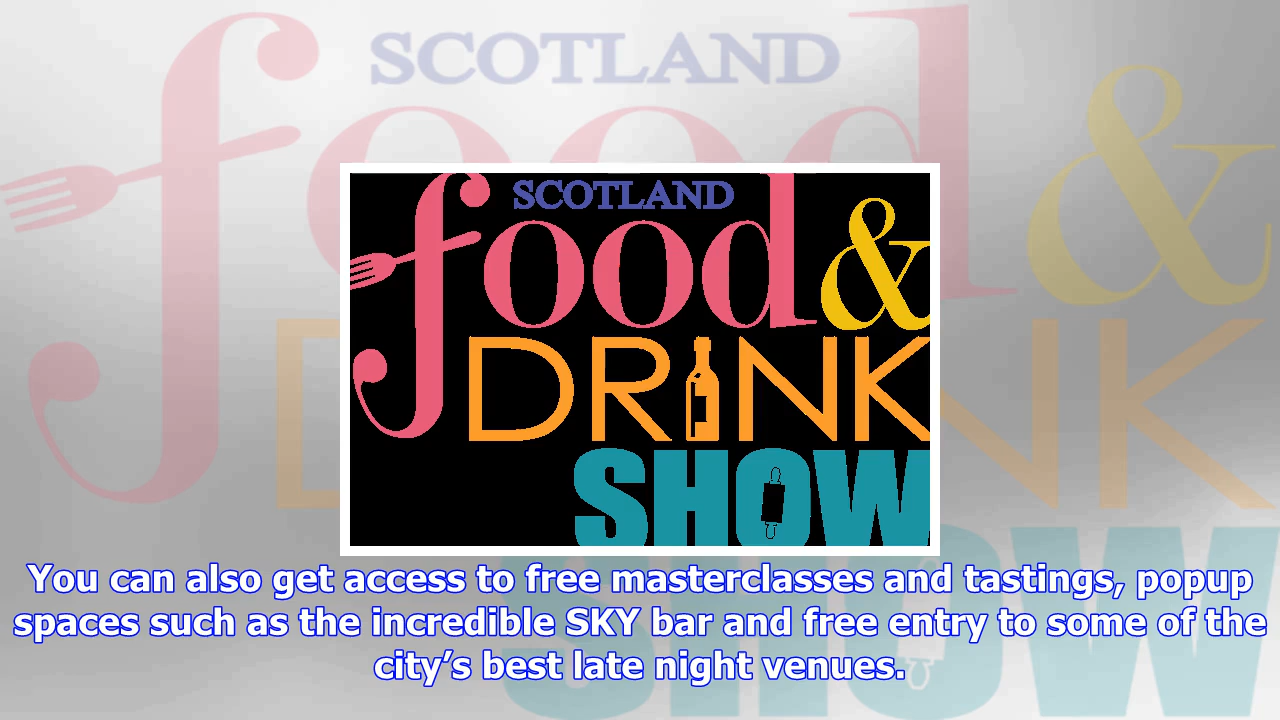 SCOTLAND
food &
DRINK
SHOW
You can also get access to free masterclasses and tastings, popup
spaces such as the incredible SKY bar and free entry to some of the
city’s best late night venues.